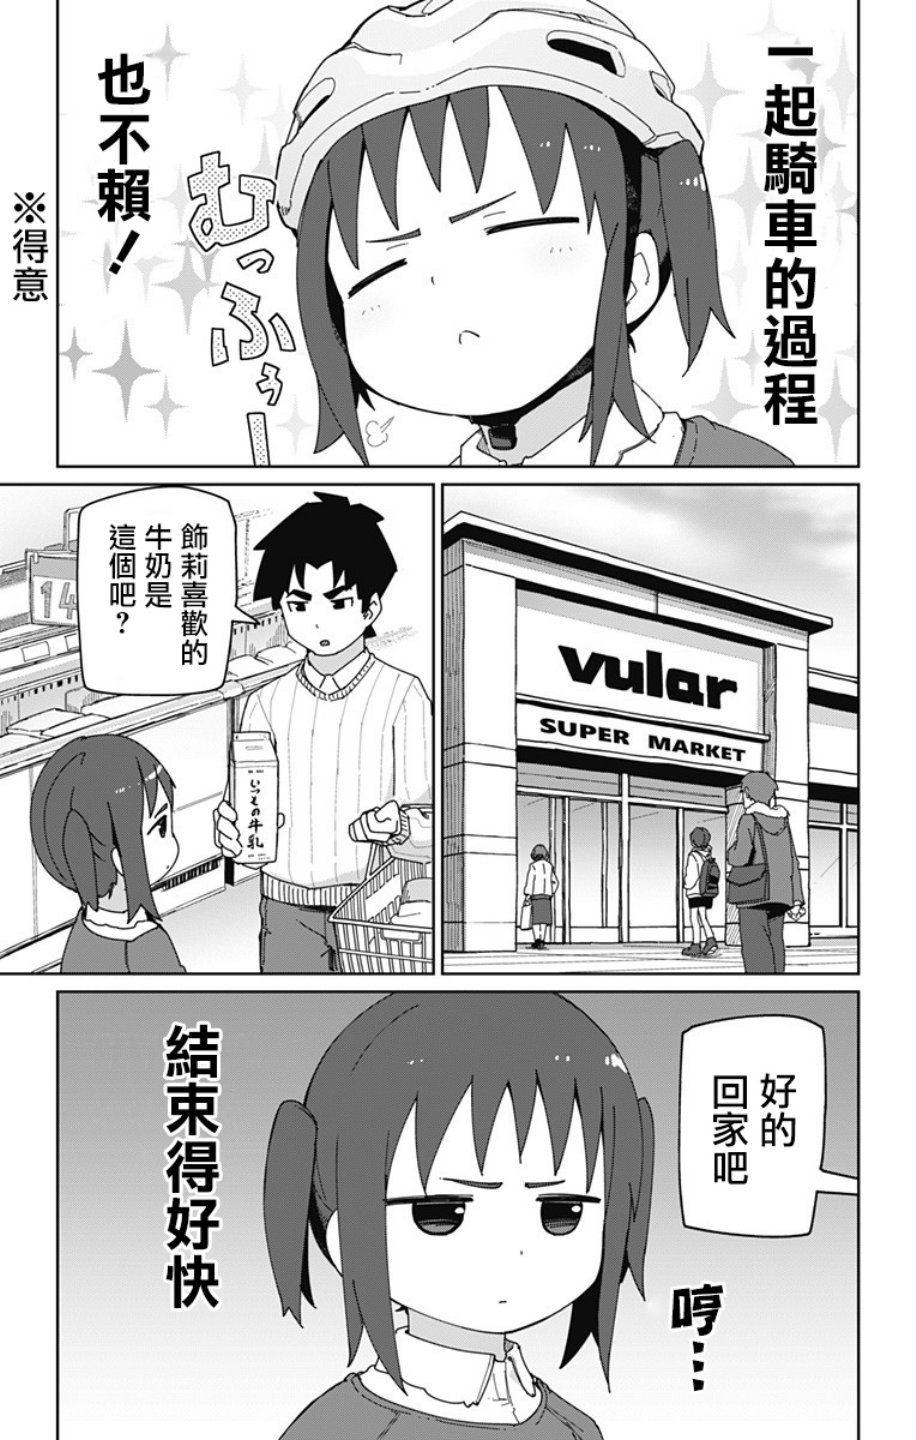 一起騎車的過程
也不賴！
むっふぅー
※得意
vular
SUPER MARKET
飾莉喜歡的
牛奶是
這個吧？
14
いつもの牛乳
好的
回家吧
哼…
結束得好快